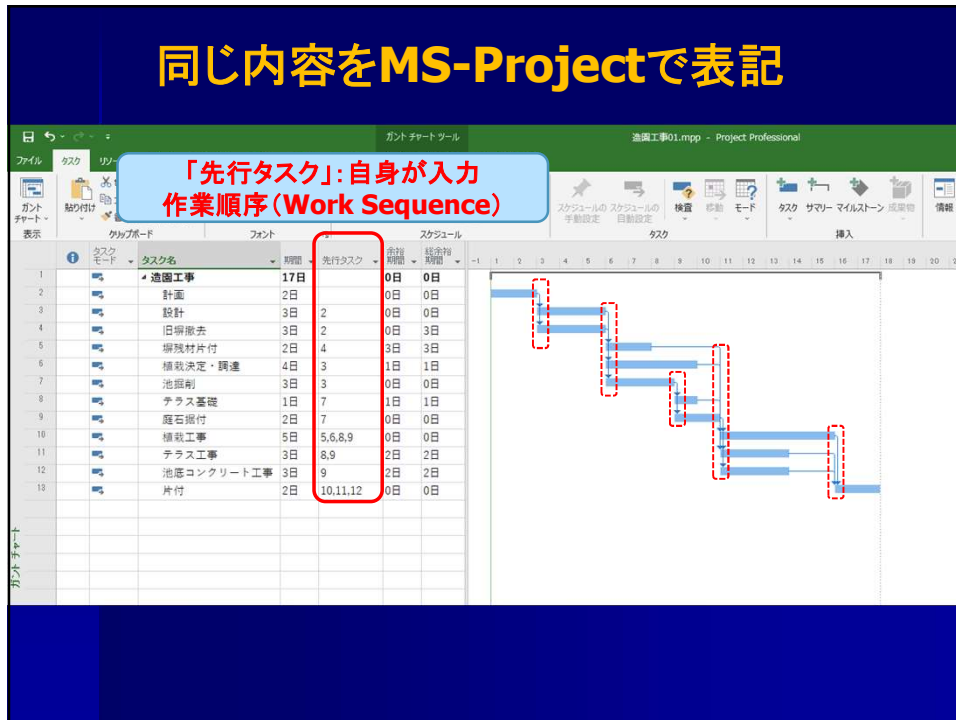 同じ内容をMS-Projectで表記
ガント チャート ツール
造園工事01.mpp - Project Professional
ファイル タスク リソー
「先行タスク」：自身が入力
作業順序（Work Sequence）
ガント チャート
貼り付け
スケジュールの手動設定
スケジュールの自動設定
検査 移動 モード
タスク サマリー マイルストーン 成果物
情報
表示 クリップボード フォント スケジュール タスク 挿入
タスク モード タスク名 期間 先行タスク 余裕期間 総余裕期間
-1 1 2 3 4 5 6 7 8 9 10 11 12 13 14 15 16 17 18 19 20
1 造園工事 17日 0日 0日
2 計画 2日 0日 0日
3 設計 3日 2 0日 0日
4 旧塀撤去 3日 2 0日 3日
5 塀残材片付 2日 4 3日 3日
6 植栽決定・調達 4日 3 1日 1日
7 池掘削 3日 3 0日 0日
8 テラス基礎 1日 7 1日 1日
9 庭石据付 2日 7 0日 0日
10 植栽工事 5日 5,6,8,9 0日 0日
11 テラス工事 3日 8,9 2日 2日
12 池底コンクリート工事 3日 9 2日 2日
13 片付 2日 10,11,12 0日 0日
ガント チャート